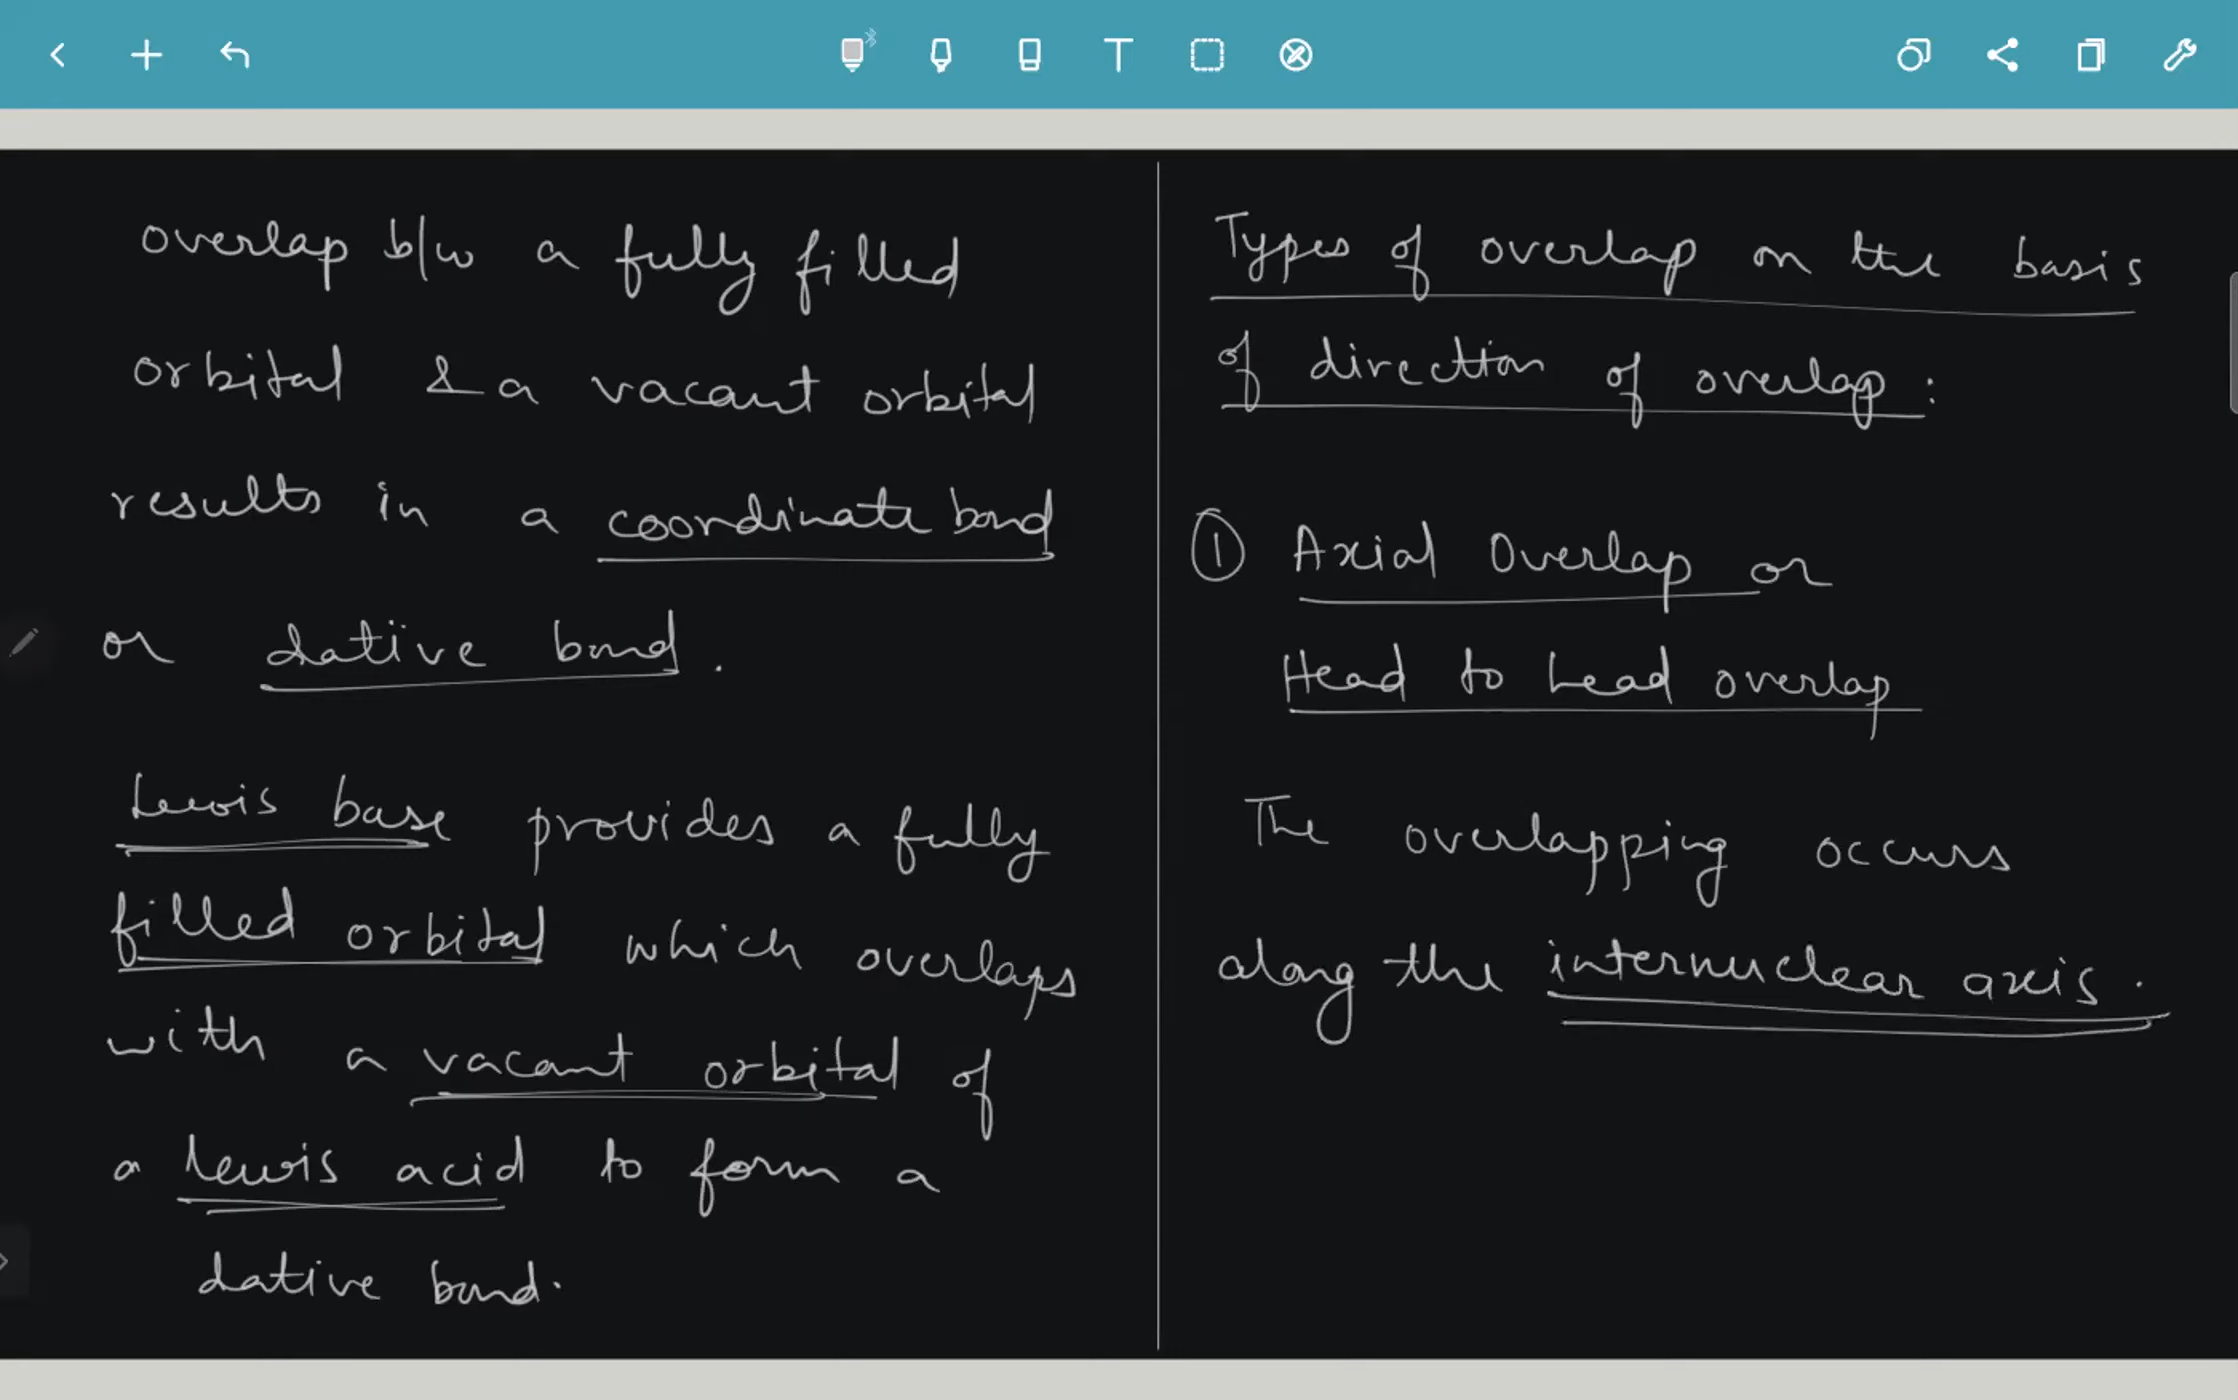 overlap b/w a fully filled
orbital & a vacant orbital
results in a coordinate bond
or dative bond.
Lewis base provides a fully
filled orbital which overlaps
with a vacant orbital of
a lewis acid to form a
dative bond.
Types of overlap on the basis
of direction of overlap:
① Axial Overlap or
Head to head overlap
The overlapping occurs
along the internuclear axis.